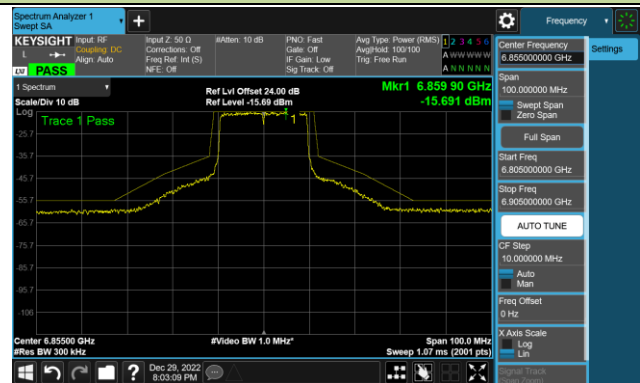 Spectrum Analyzer 1
Swept SA
Frequency
KEYSIGHT
L
LXI
PASS
Input: RF
Coupling: DC
Align: Auto
Input Z: 50 Ω
Corrections: Off
Freq Ref: Int (S)
NFE: Off
#Atten: 10 dB
PNO: Fast
Gate: Off
IF Gain: Low
Sig Track: Off
Avg Type: Power (RMS)
Avg|Hold: 100/100
Trig: Free Run
1 2 3 4 5 6
A W W W W W
A N N N N N
1 Spectrum
Scale/Div 10 dB
Log
Ref Lvl Offset 24.00 dB
Ref Level -15.69 dBm
Mkr1 6.859 90 GHz
-15.691 dBm
Trace 1 Pass
1
-25.7
-35.7
-45.7
-55.7
-65.7
-75.7
-85.7
-95.7
-106
Center 6.85500 GHz
#Res BW 300 kHz
#Video BW 1.0 MHz*
Span 100.0 MHz
Sweep 1.07 ms (2001 pts)
Center Frequency
6.855000000 GHz
Settings
Span
100.000000 MHz
Swept Span
Zero Span
Full Span
Start Freq
6.805000000 GHz
Stop Freq
6.905000000 GHz
AUTO TUNE
CF Step
10.000000 MHz
Auto
Man
Freq Offset
0 Hz
X Axis Scale
Log
Lin
Signal Track
(Span Zoom)
?
Dec 29, 2022
8:03:09 PM